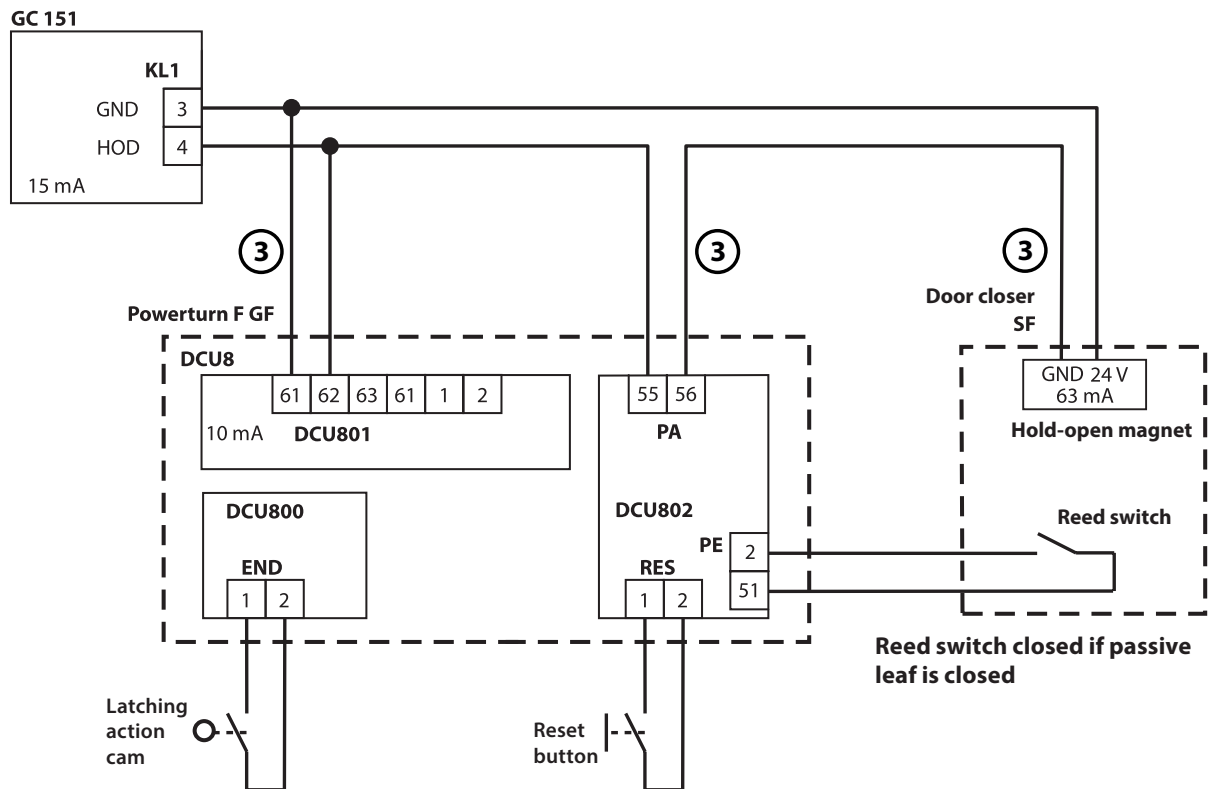 GC 151
KL1
GND 3
HOD 4
15 mA
3
3
3
Door closer
SF
Powerturn F GF
DCU8
61 62 63 61 1 2
10 mA DCU801
55 56
PA
GND 24 V
63 mA
Hold-open magnet
DCU800
END
1 2
DCU802
PE 2
51
RES
1 2
Reed switch
Reed switch closed if passive
leaf is closed
Latching
action
cam
Reset
button